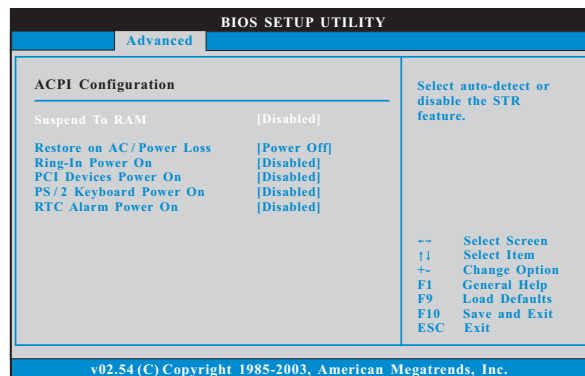 BIOS SETUP UTILITY
Advanced
ACPI Configuration
Suspend To RAM [Disabled]
Restore on AC/Power Loss [Power Off]
Ring-In Power On [Disabled]
PCI Devices Power On [Disabled]
PS/2 Keyboard Power On [Disabled]
RTC Alarm Power On [Disabled]
Select auto-detect or
disable the STR
feature.
←→ Select Screen
↑↓ Select Item
+- Change Option
F1 General Help
F9 Load Defaults
F10 Save and Exit
ESC Exit
v02.54 (C) Copyright 1985-2003, American Megatrends, Inc.